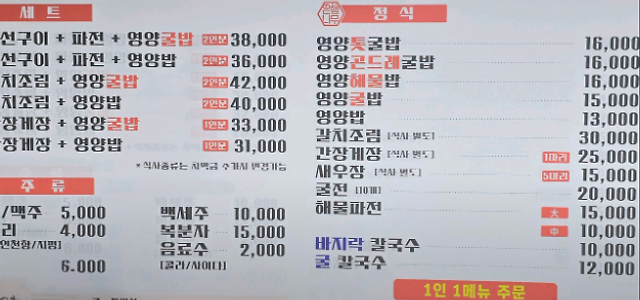 세트
선구이 + 파전 + 영양굴밥 2인분 38,000
선구이 + 파전 + 영양밥 2인분 36,000
치조림 + 영양굴밥 2인분 42,000
치조림 + 영양밥 2인분 40,000
장게장 + 영양굴밥 1인분 33,000
장게장 + 영양밥 1인분 31,000
* 식사종류는 차액금 추가시 변경가능
주류
/맥주 5,000
리 4,000
인천형/지평]
6,000
백세주 10,000
복분자 15,000
음료수 2,000
[콜라/사이다]
정식
영양톳굴밥 16,000
영양곤드레굴밥 16,000
영양해물밥 16,000
영양굴밥 15,000
영양밥 13,000
갈치조림 [식사 별도] 30,000
간장게장 [식사 별도] 1마리 25,000
새우장 [식사 별도] 5마리 15,000
굴전 [10개] 20,000
해물파전 大 15,000
中 10,000
바지락 칼국수 10,000
굴 칼국수 12,000
1인 1메뉴 주문